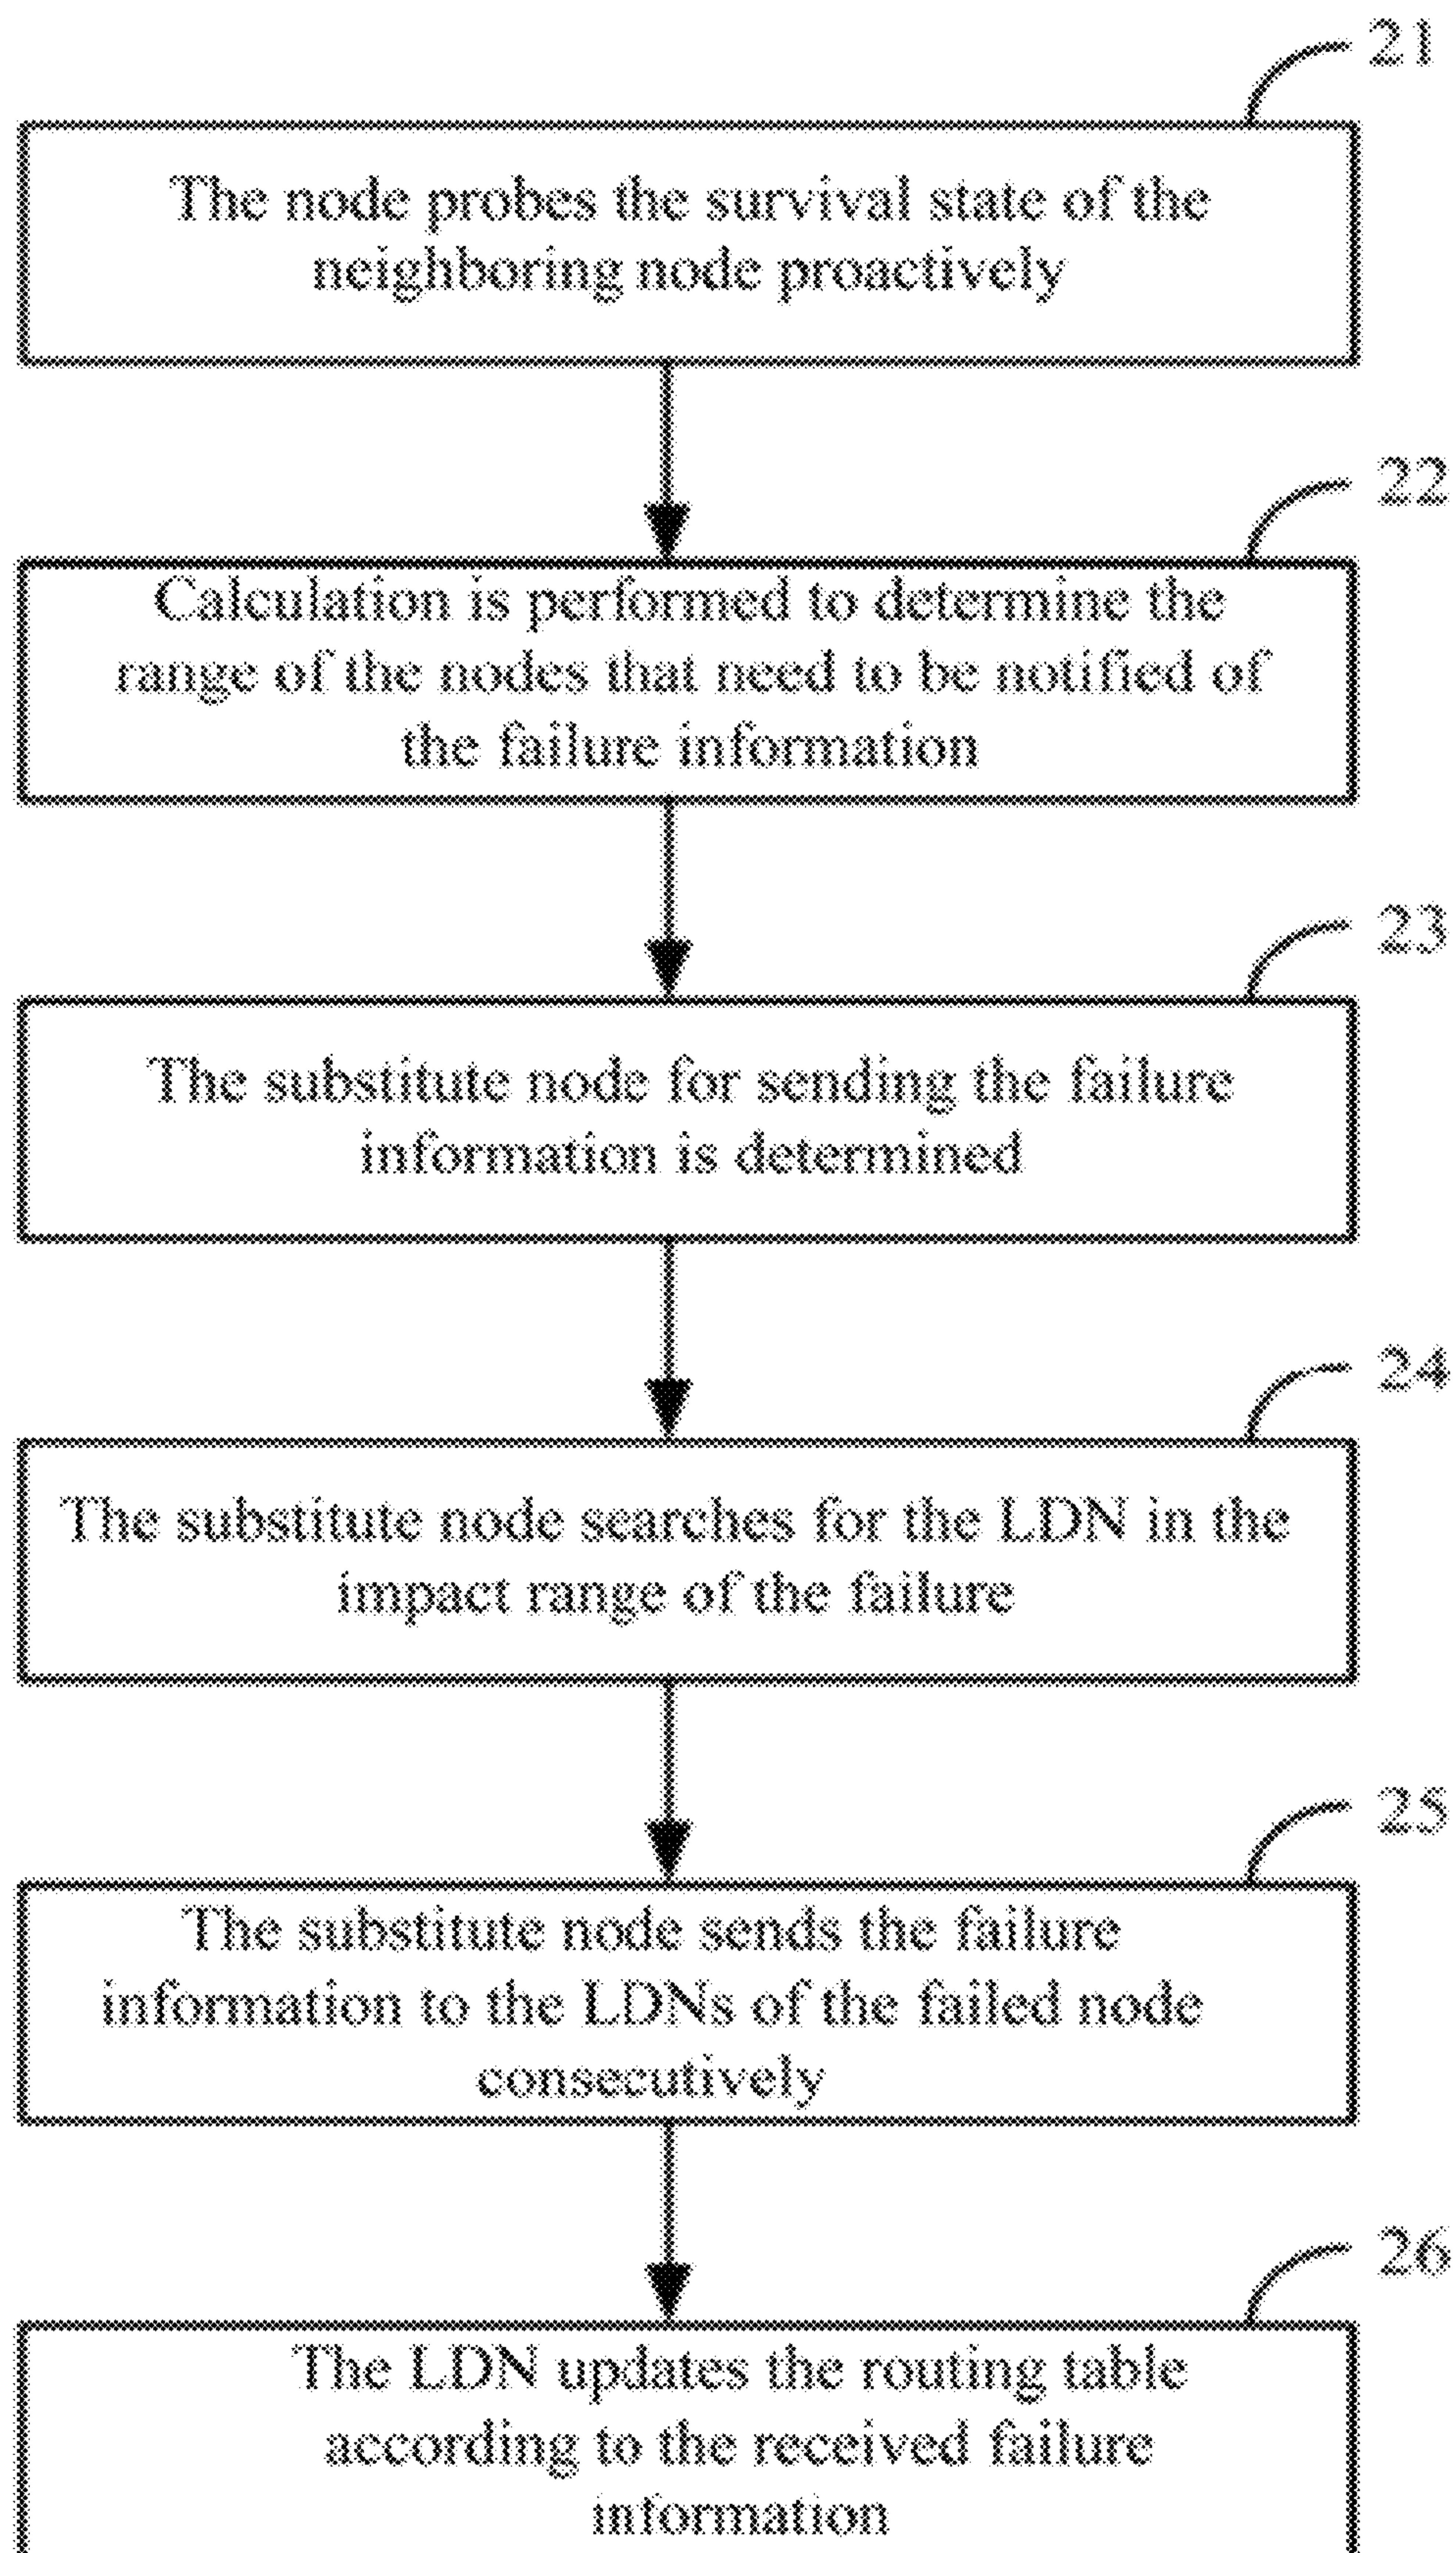 21
The node probes the survival state of the
neighboring node proactively
22
Calculation is performed to determine the
range of the nodes that need to be notified of
the failure information
23
The substitute node for sending the failure
information is determined
24
The substitute node searches for the LDN in the
impact range of the failure
25
The substitute node sends the failure
information to the LDNs of the failed node
consecutively
26
The LDN updates the routing table
according to the received failure
information